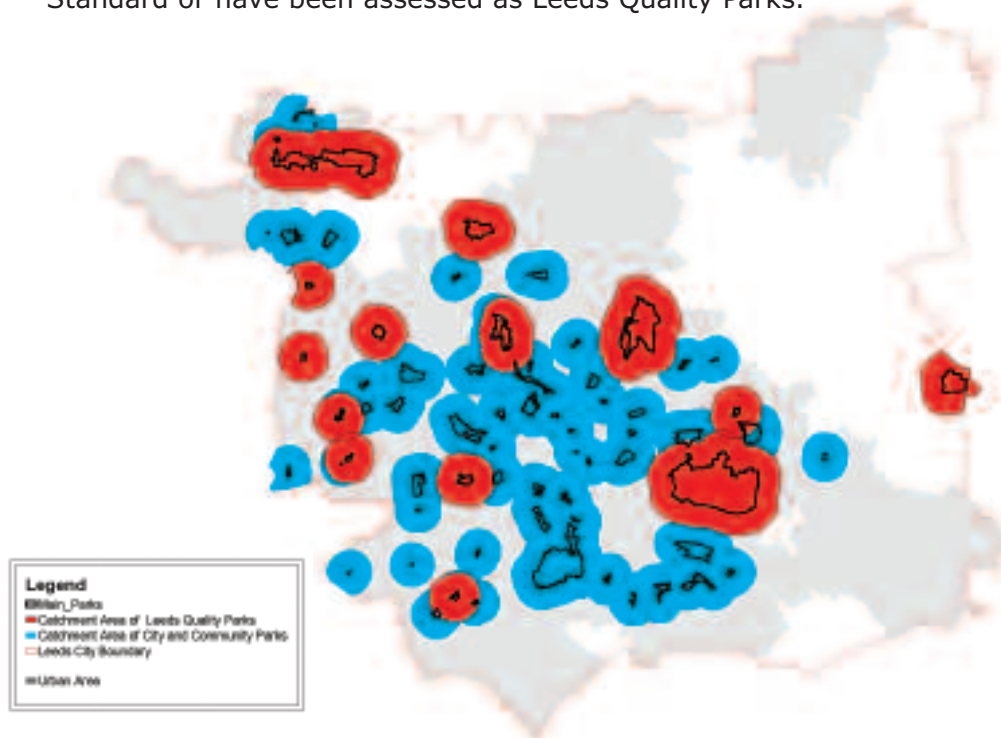 Standard or have been assessed as Leeds Quality Parks.
Legend
Main_Parks
Catchment Area of Leeds Quality Parks
Catchment Area of City and Community Parks
Leeds City Boundary
Urban Area